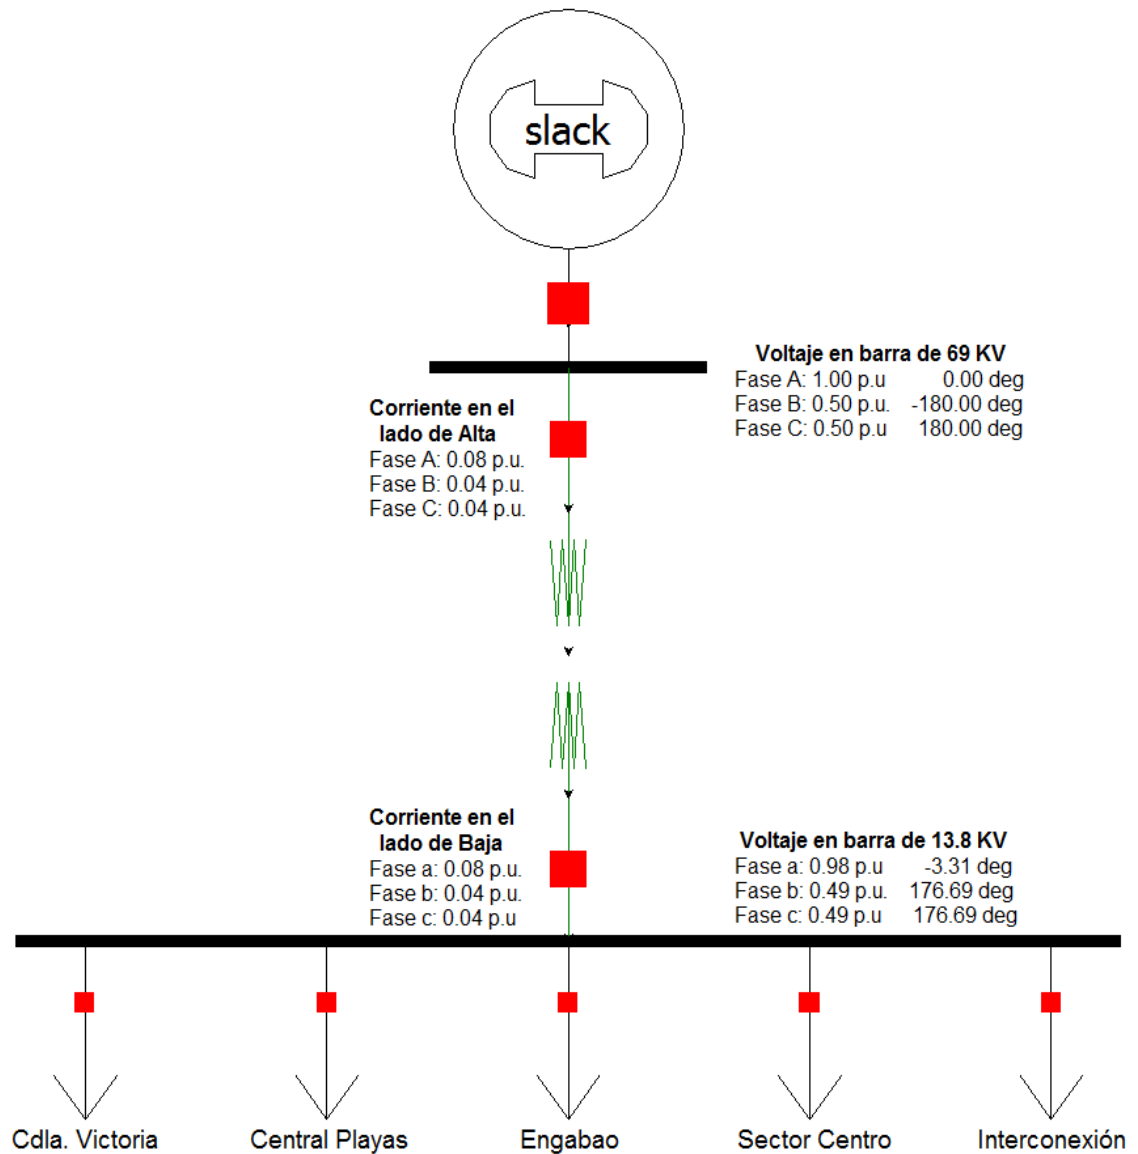 slack
Voltaje en barra de 69 KV
Fase A: 1.00 p.u 0.00 deg
Fase B: 0.50 p.u. -180.00 deg
Fase C: 0.50 p.u 180.00 deg
Corriente en el
lado de Alta
Fase A: 0.08 p.u.
Fase B: 0.04 p.u.
Fase C: 0.04 p.u.
Corriente en el
lado de Baja
Fase a: 0.08 p.u.
Fase b: 0.04 p.u.
Fase c: 0.04 p.u
Voltaje en barra de 13.8 KV
Fase a: 0.98 p.u -3.31 deg
Fase b: 0.49 p.u. 176.69 deg
Fase c: 0.49 p.u 176.69 deg
Cdla. Victoria Central Playas Engabao Sector Centro Interconexión